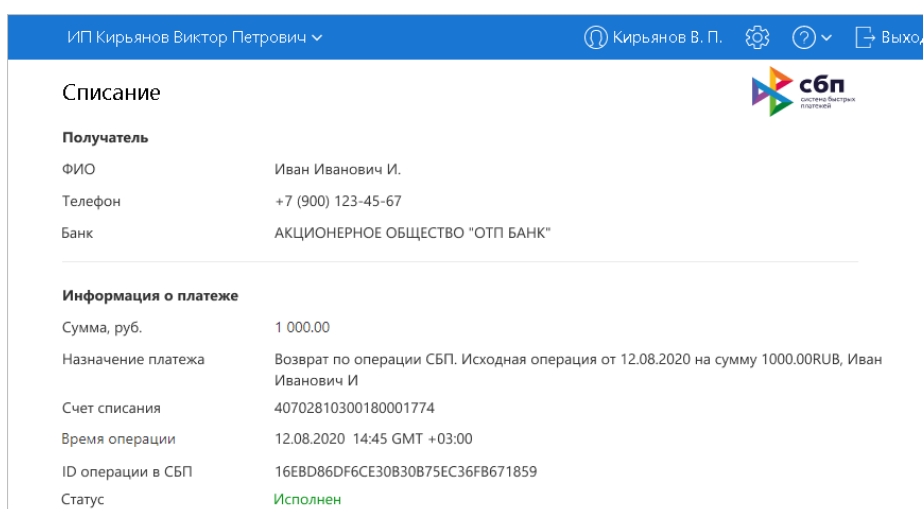 ИП Кирьянов Виктор Петрович Кирьянов В. П. Выход
Списание
сбп
система быстрых
платежей
Получатель
ФИО Иван Иванович И.
Телефон +7 (900) 123-45-67
Банк АКЦИОНЕРНОЕ ОБЩЕСТВО "ОТП БАНК"
Информация о платеже
Сумма, руб. 1 000.00
Назначение платежа Возврат по операции СБП. Исходная операция от 12.08.2020 на сумму 1000.00RUB, Иван
Иванович И
Счет списания 40702810300180001774
Время операции 12.08.2020 14:45 GMT +03:00
ID операции в СБП 16EBD86DF6CE30B30B75EC36FB671859
Статус Исполнен